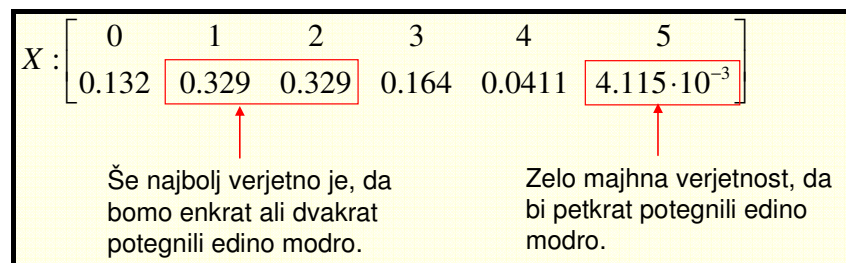 X : [ 0 1 2 3 4 5
0.132 0.329 0.329 0.164 0.0411 4.115·10⁻³ ]
Še najbolj verjetno je, da
bomo enkrat ali dvakrat
potegnili edino modro.
Zelo majhna verjetnost, da
bi petkrat potegnili edino
modro.